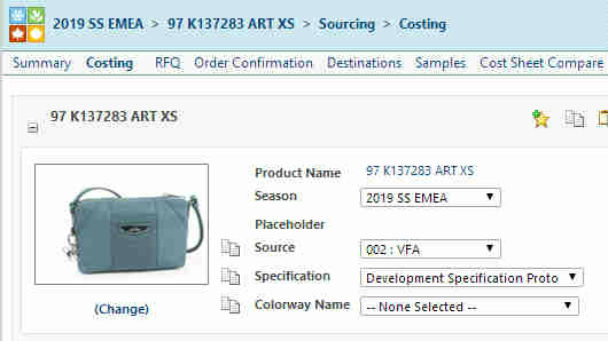 2019 SS EMEA > 97 K137283 ART XS > Sourcing > Costing
Summary Costing RFQ Order Confirmation Destinations Samples Cost Sheet Compare
97 K137283 ART XS
Product Name 97 K137283 ART XS
Season 2019 SS EMEA
Placeholder
Source 002 : VFA
Specification Development Specification Proto
(Change) Colorway Name -- None Selected --